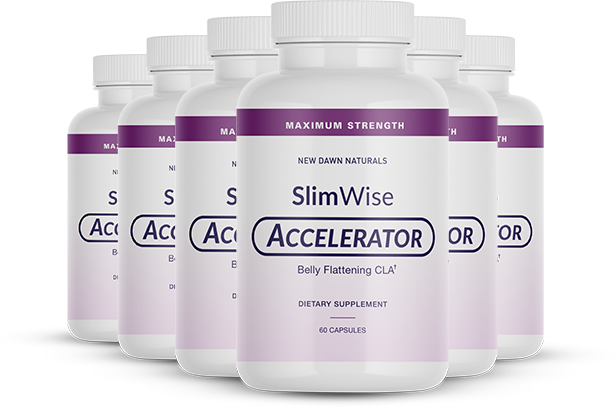 MAXIMUM STRENGTH
NEW DAWN NATURALS
SlimWise
ACCELERATOR
Belly Flattening CLA†
DIETARY SUPPLEMENT
60 CAPSULES